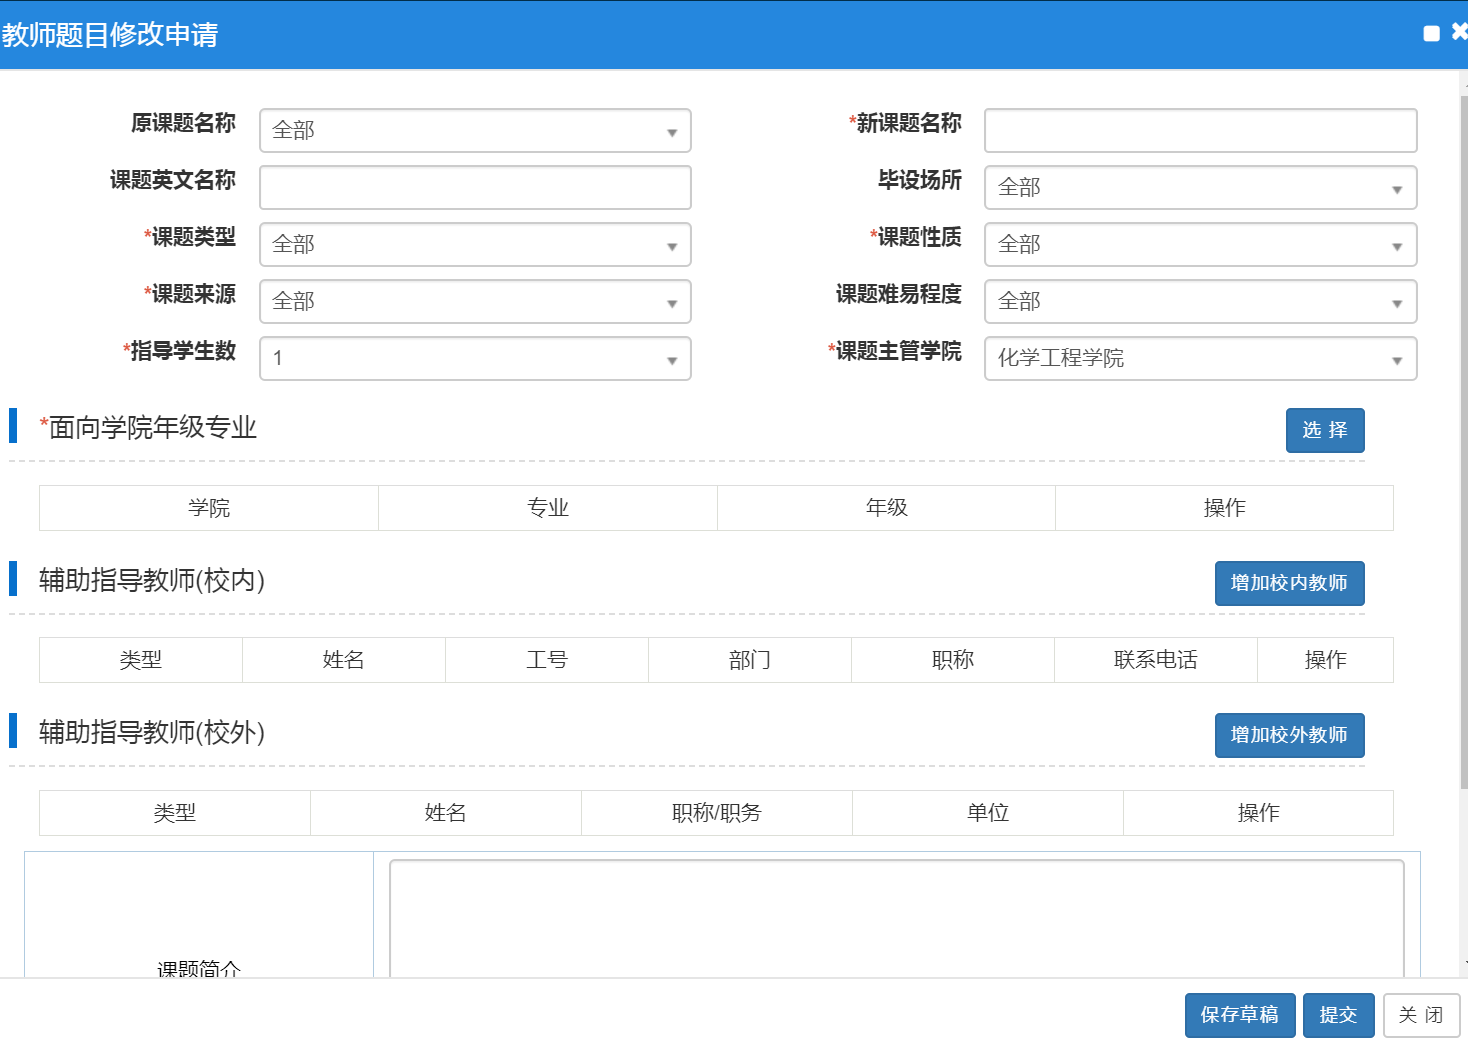 教师题目修改申请
原课题名称 全部 *新课题名称
课题英文名称 毕设场所 全部
*课题类型 全部 *课题性质 全部
*课题来源 全部 课题难易程度 全部
*指导学生数 1 *课题主管学院 化学工程学院
*面向学院年级专业 选 择
学院 专业 年级 操作
辅助指导教师(校内) 增加校内教师
类型 姓名 工号 部门 职称 联系电话 操作
辅助指导教师(校外) 增加校外教师
类型 姓名 职称/职务 单位 操作
课题简介
保存草稿 提交 关 闭